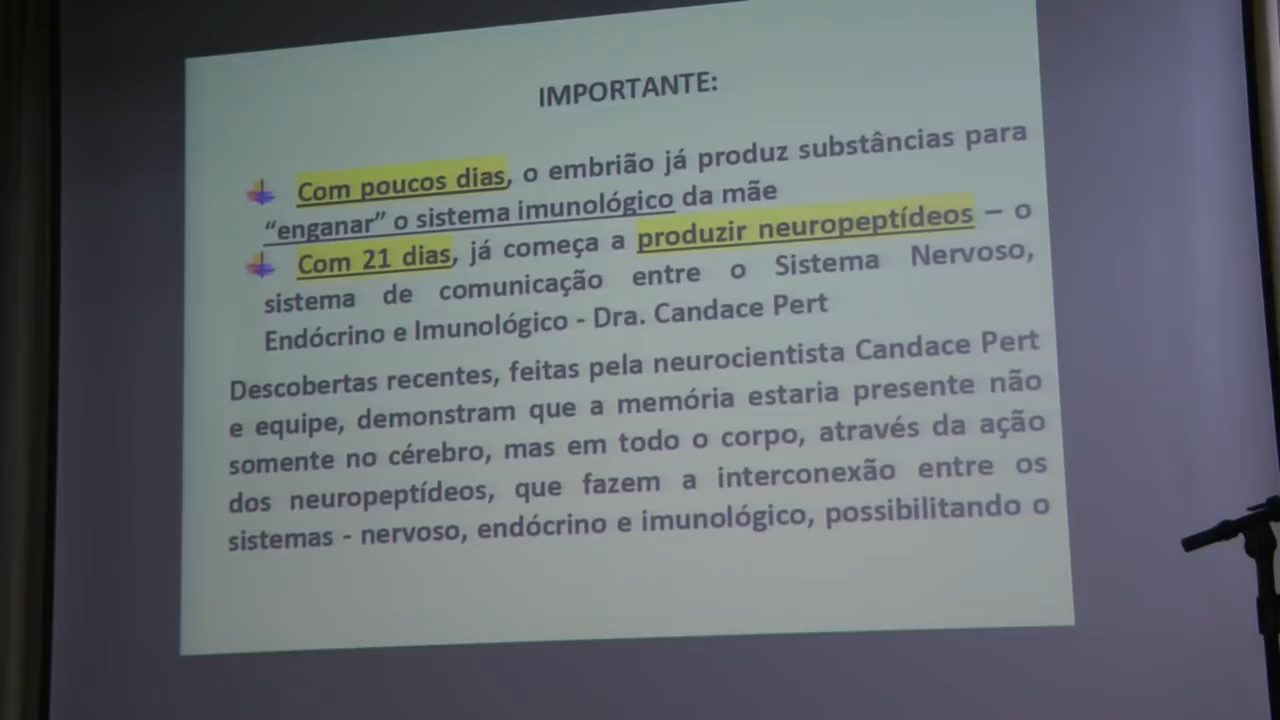 IMPORTANTE:
Com poucos dias, o embrião já produz substâncias para
“enganar” o sistema imunológico da mãe
Com 21 dias, já começa a produzir neuropeptídeos – o
sistema de comunicação entre o Sistema Nervoso,
Endócrino e Imunológico - Dra. Candace Pert
Descobertas recentes, feitas pela neurocientista Candace Pert
e equipe, demonstram que a memória estaria presente não
somente no cérebro, mas em todo o corpo, através da ação
dos neuropeptídeos, que fazem a interconexão entre os
sistemas - nervoso, endócrino e imunológico, possibilitando o